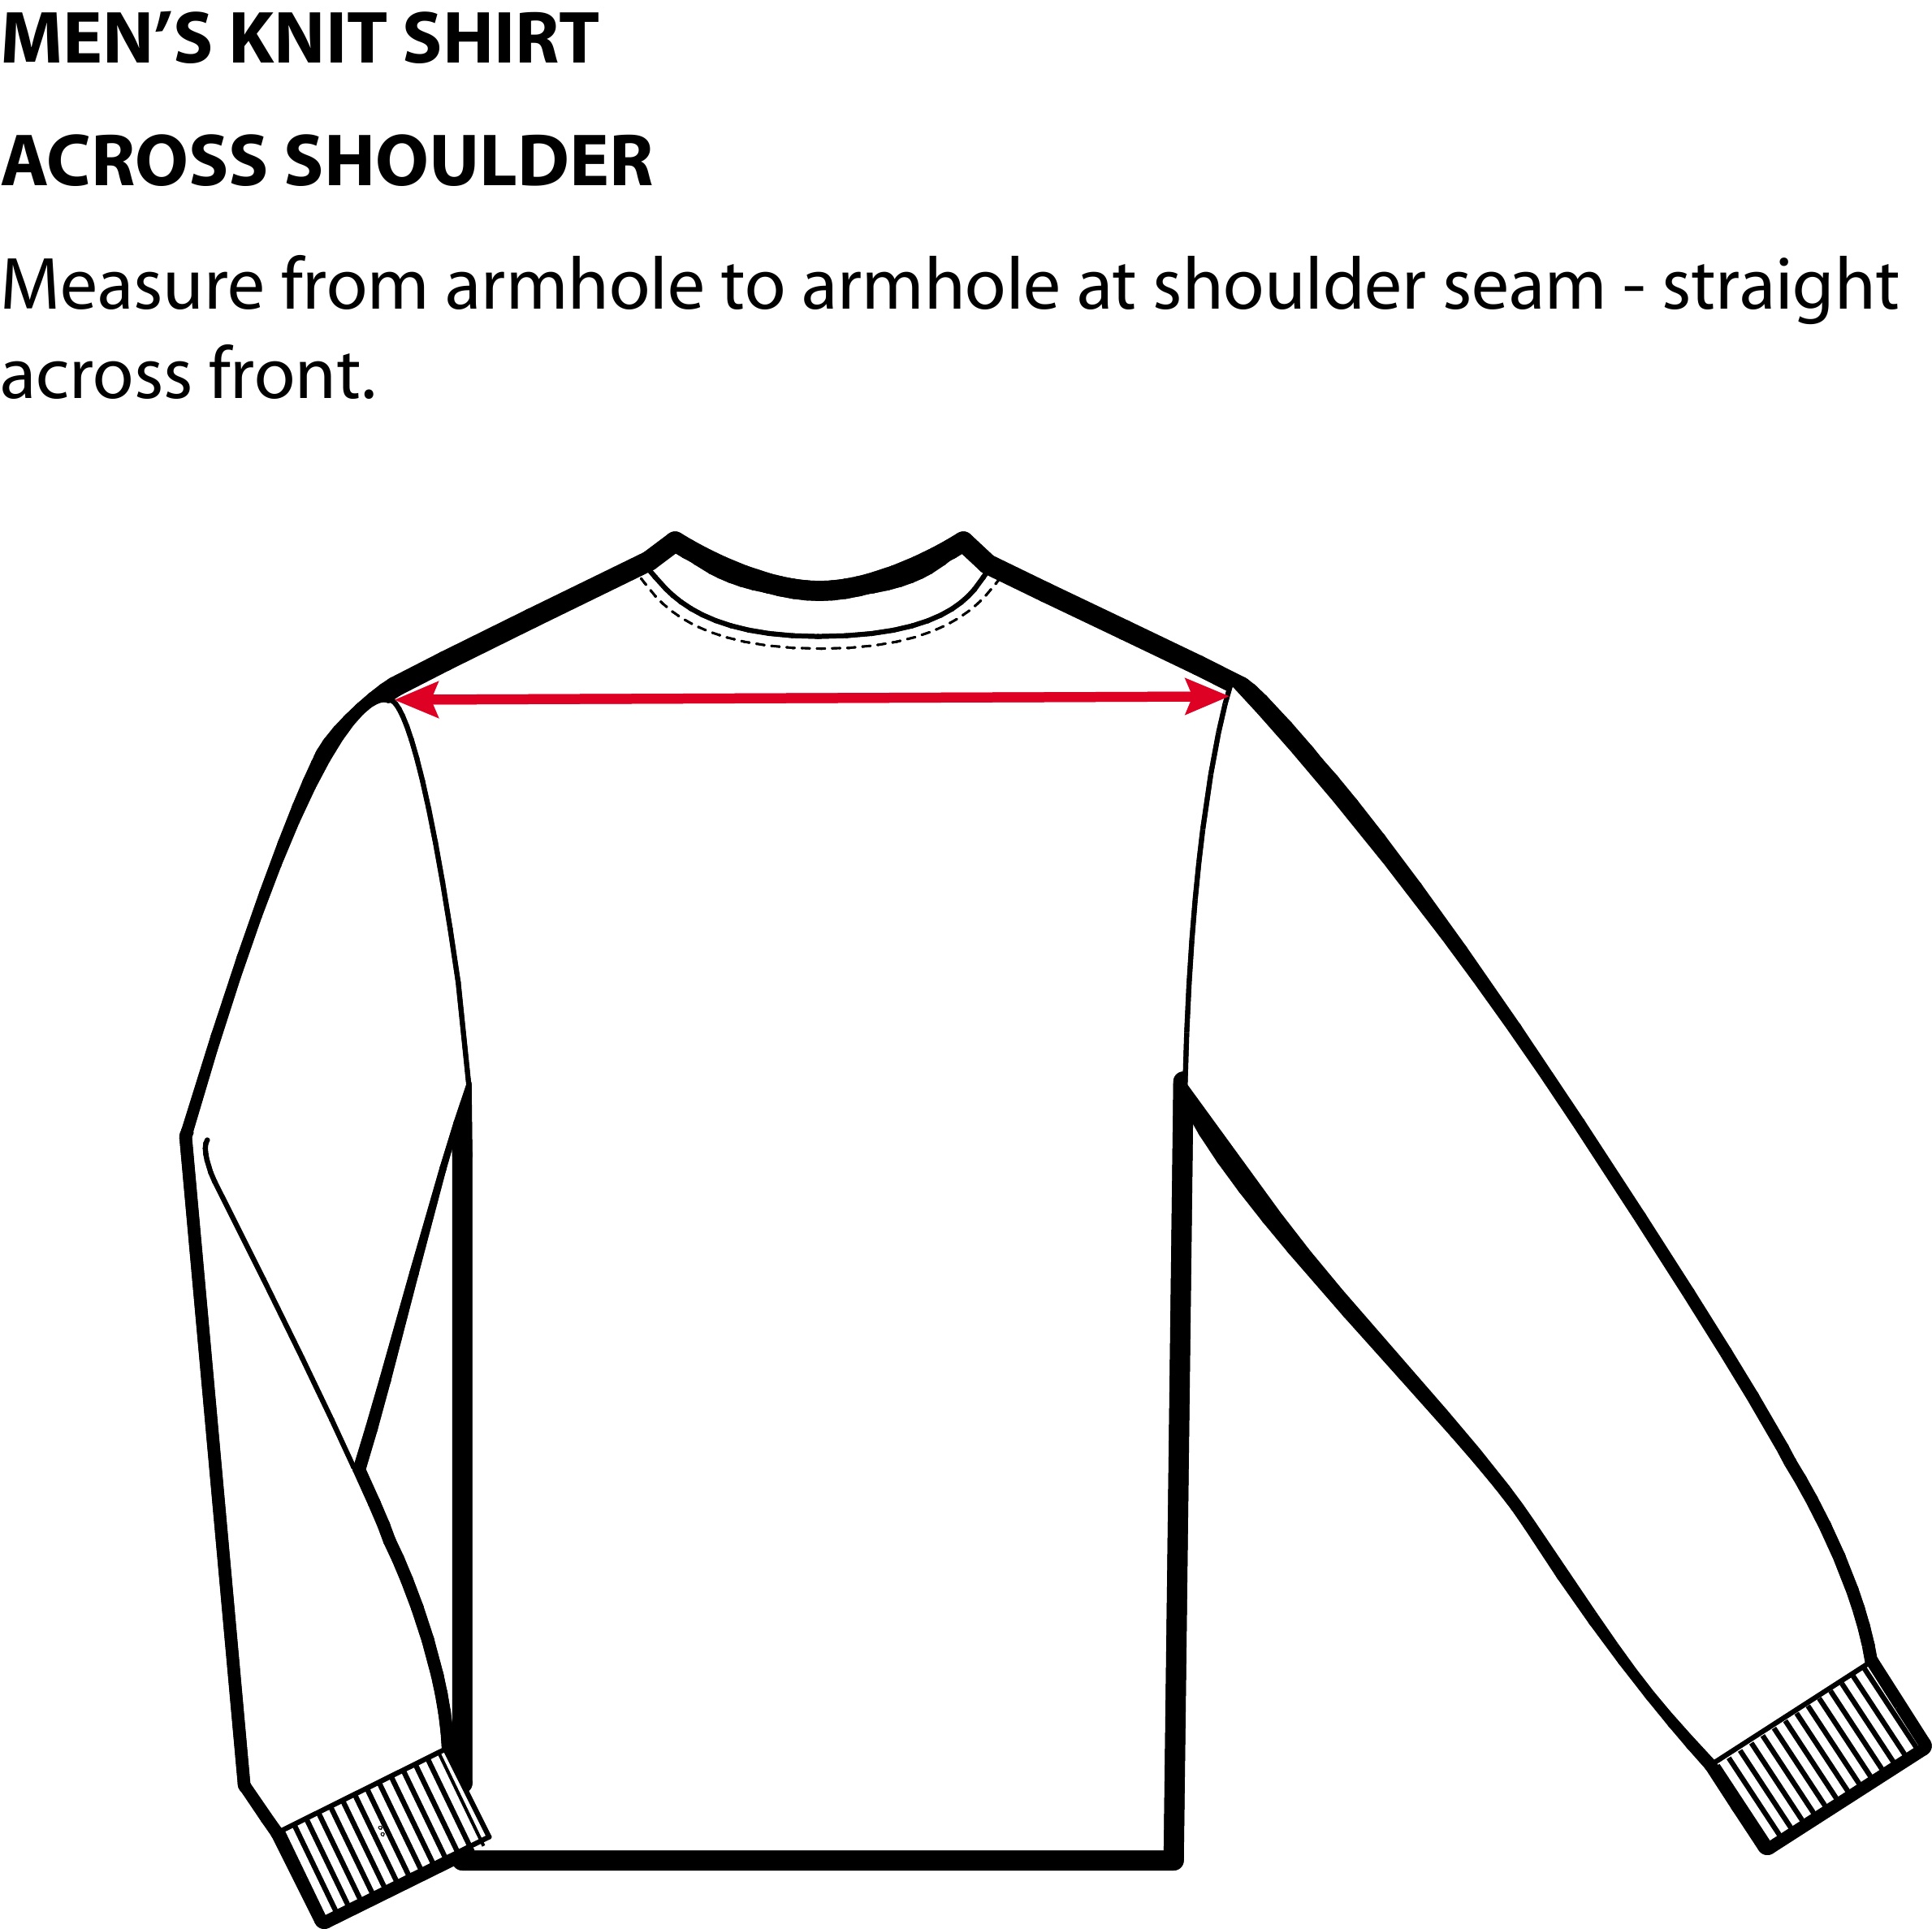 MEN‘S KNIT SHIRT
ACROSS SHOULDER
Measure from armhole to armhole at shoulder seam - straight
across front.